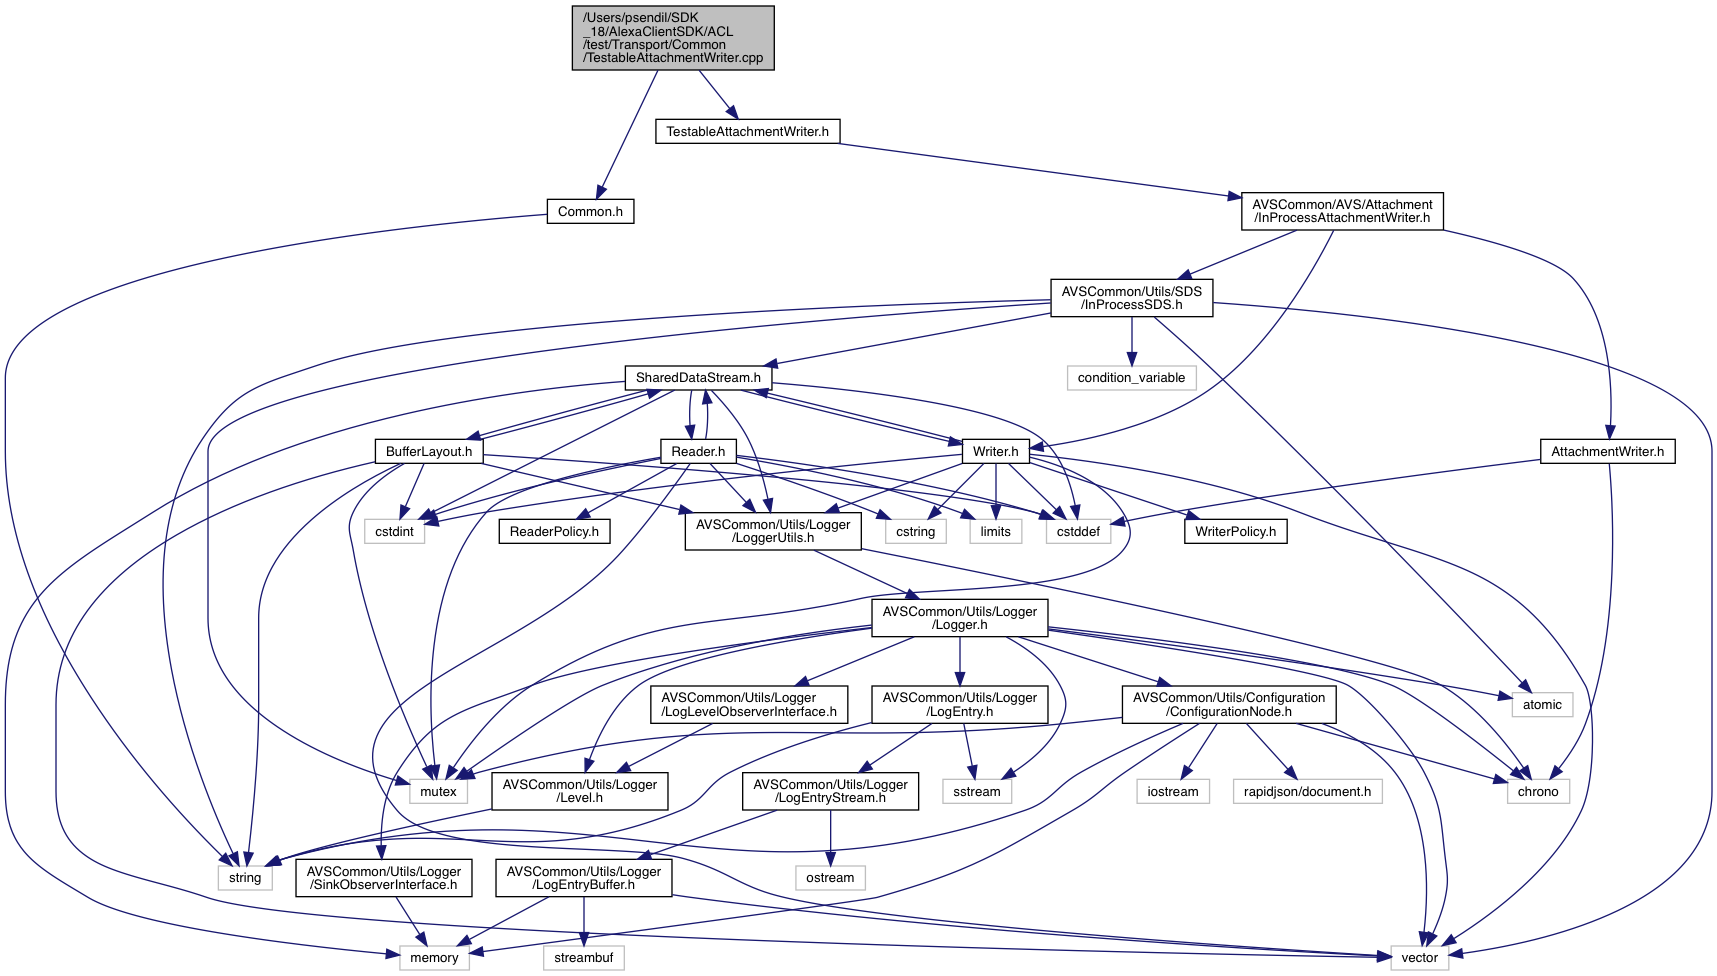 /Users/psendil/SDK
_18/AlexaClientSDK/ACL
/test/Transport/Common
/TestableAttachmentWriter.cpp
TestableAttachmentWriter.h
Common.h
AVSCommon/AVS/Attachment
/InProcessAttachmentWriter.h
AVSCommon/Utils/SDS
/InProcessSDS.h
SharedDataStream.h
condition_variable
BufferLayout.h
Reader.h
Writer.h
AttachmentWriter.h
cstdint
ReaderPolicy.h
AVSCommon/Utils/Logger
/LoggerUtils.h
cstring
limits
cstddef
WriterPolicy.h
AVSCommon/Utils/Logger
/Logger.h
AVSCommon/Utils/Logger
/LogLevelObserverInterface.h
AVSCommon/Utils/Logger
/LogEntry.h
AVSCommon/Utils/Configuration
/ConfigurationNode.h
atomic
mutex
AVSCommon/Utils/Logger
/Level.h
AVSCommon/Utils/Logger
/LogEntryStream.h
sstream
iostream
rapidjson/document.h
chrono
string
AVSCommon/Utils/Logger
/SinkObserverInterface.h
AVSCommon/Utils/Logger
/LogEntryBuffer.h
ostream
memory
streambuf
vector